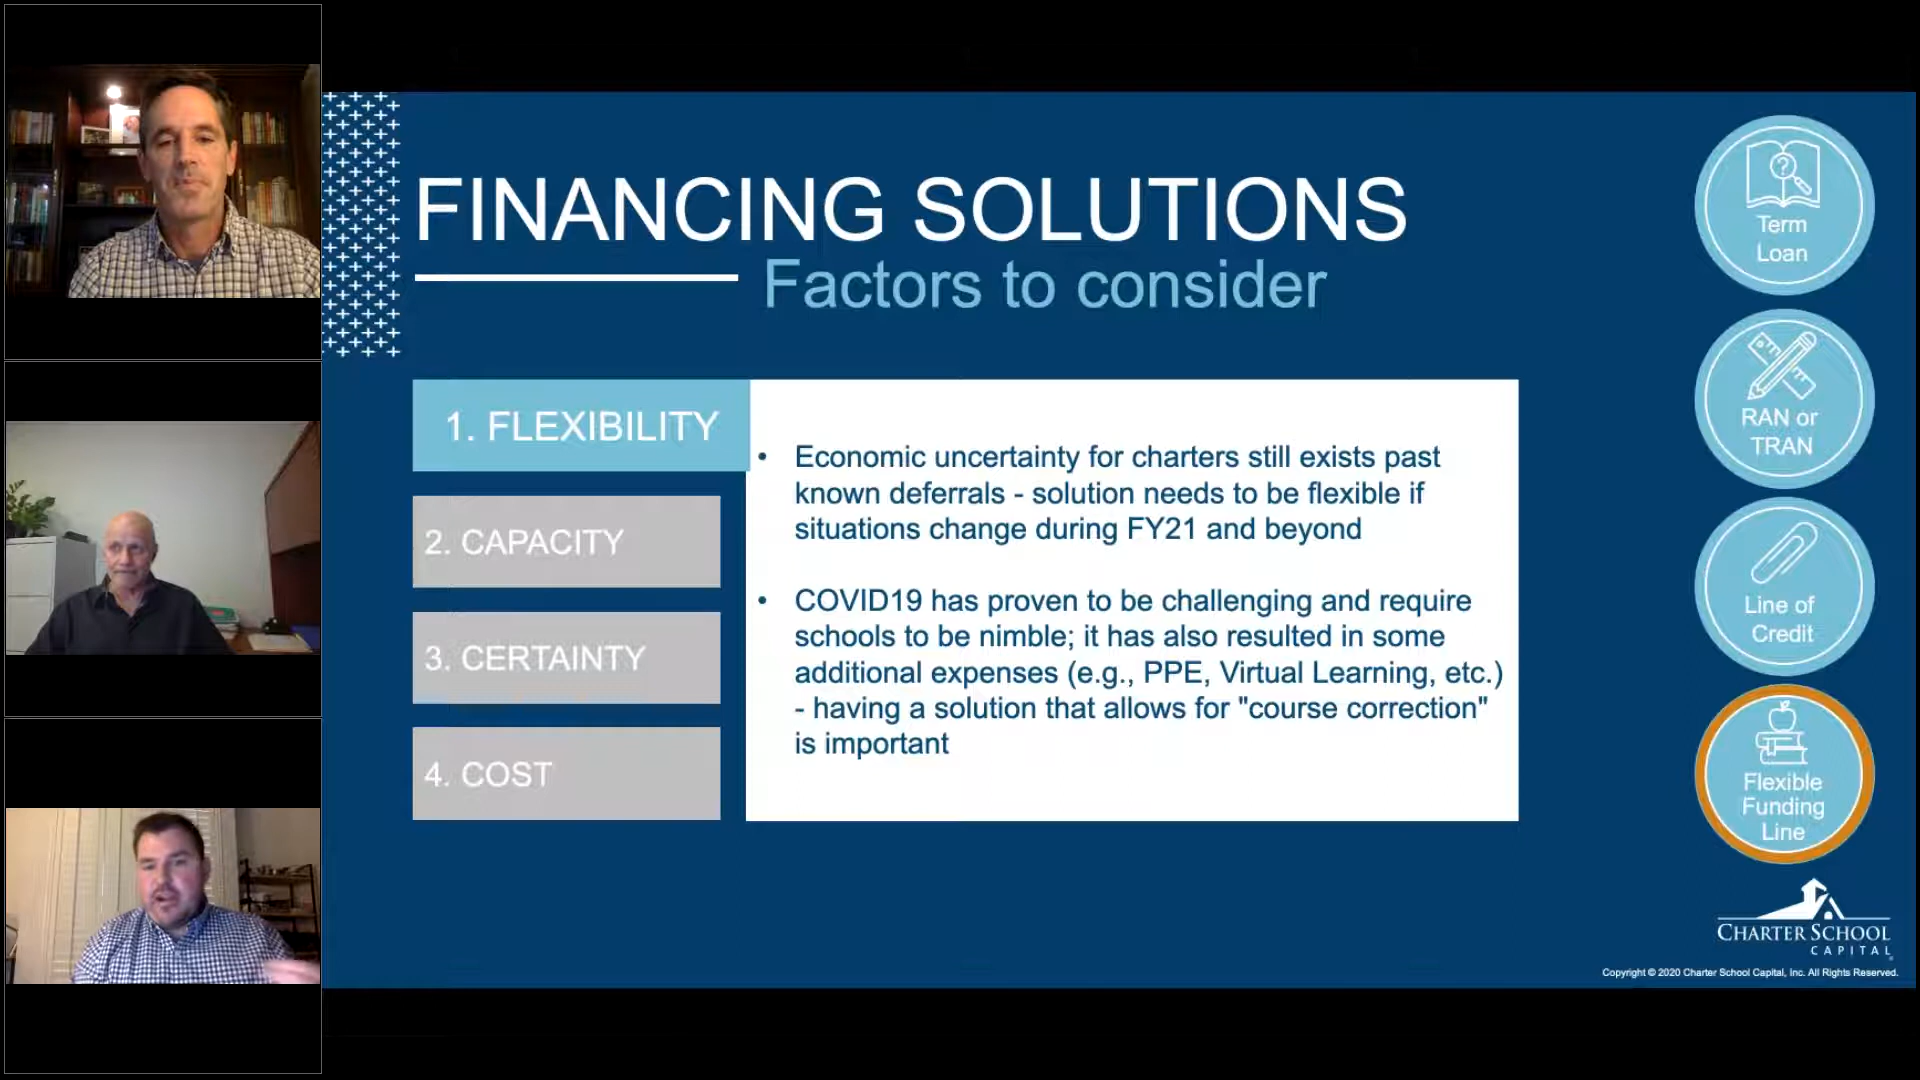 FINANCING SOLUTIONS
Factors to consider
1. FLEXIBILITY
2. CAPACITY
3. CERTAINTY
4. COST
• Economic uncertainty for charters still exists past
known deferrals - solution needs to be flexible if
situations change during FY21 and beyond
• COVID19 has proven to be challenging and require
schools to be nimble; it has also resulted in some
additional expenses (e.g., PPE, Virtual Learning, etc.)
- having a solution that allows for "course correction"
is important
Term
Loan
RAN or
TRAN
Line of
Credit
Flexible
Funding
Line
CHARTER SCHOOL
CAPITAL
Copyright © 2020 Charter School Capital, Inc. All Rights Reserved.